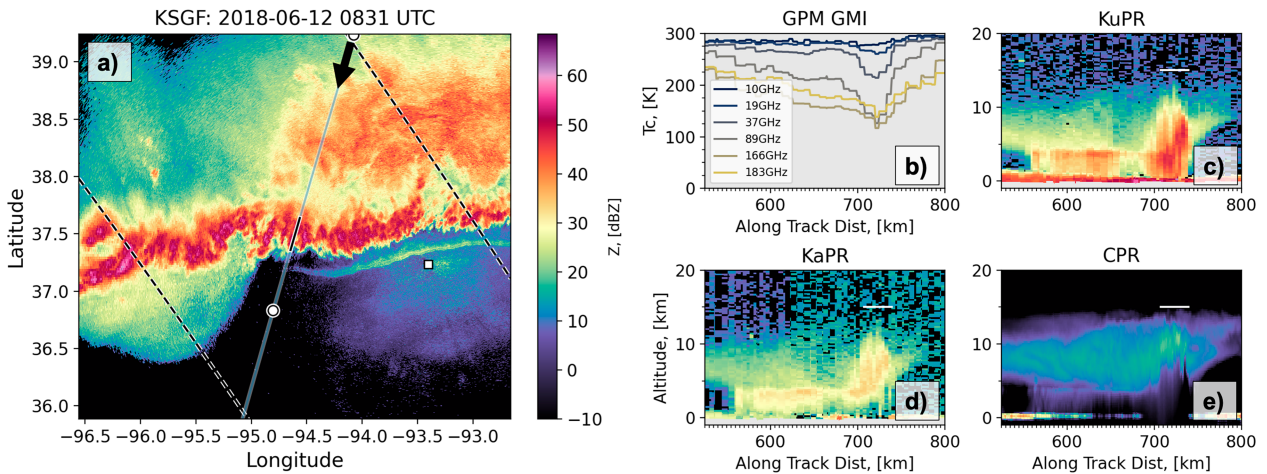 KSGF: 2018-06-12 0831 UTC
a)
39.0
38.5
38.0
37.5
37.0
36.5
36.0
Latitude
−96.5 −96.0 −95.5 −95.0 −94.5 −94.0 −93.5 −93.0
Longitude
60
50
40
30
20
10
0
−10
Z, [dBZ]
GPM GMI
300
200
100
0
Tc, [K]
10GHz
19GHz
37GHz
89GHz
166GHz
183GHz
b)
600 700 800
Along Track Dist, [km]
KuPR
20
10
0
c)
600 700 800
Along Track Dist, [km]
KaPR
20
10
0
Altitude, [km]
d)
600 700 800
Along Track Dist, [km]
CPR
20
10
0
e)
600 700 800
Along Track Dist, [km]